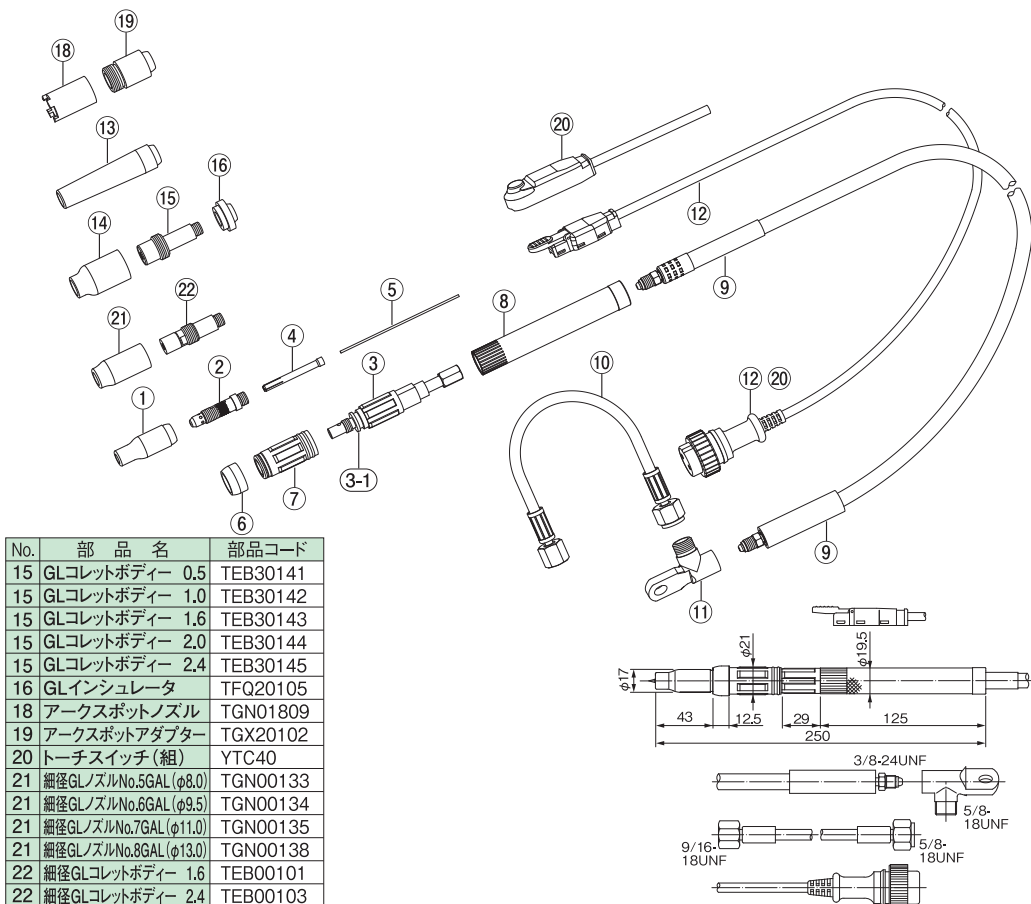 ⑲
⑱
⑬
⑯
⑮
⑭
㉒
㉑
⑤
④
②
①
③
3-1
⑦
⑥
⑧
⑳
⑫
⑨
⑩
⑫ ⑳
⑨
⑪
No. 部品名 部品コード
15 GLコレットボディー 0.5 TEB30141
15 GLコレットボディー 1.0 TEB30142
15 GLコレットボディー 1.6 TEB30143
15 GLコレットボディー 2.0 TEB30144
15 GLコレットボディー 2.4 TEB30145
16 GLインシュレータ TFQ20105
18 アークスポットノズル TGN01809
19 アークスポットアダプター TGX20102
20 トーチスイッチ(組) YTC40
21 細径GLノズルNo.5GAL(φ8.0) TGN00133
21 細径GLノズルNo.6GAL(φ9.5) TGN00134
21 細径GLノズルNo.7GAL(φ11.0) TGN00135
21 細径GLノズルNo.8GAL(φ13.0) TGN00138
22 細径GLコレットボディー 1.6 TEB00101
22 細径GLコレットボディー 2.4 TEB00103
φ17
φ21
φ19.5
43
12.5
29
125
250
3/8-24UNF
5/8-
18UNF
9/16-
18UNF
5/8-
18UNF